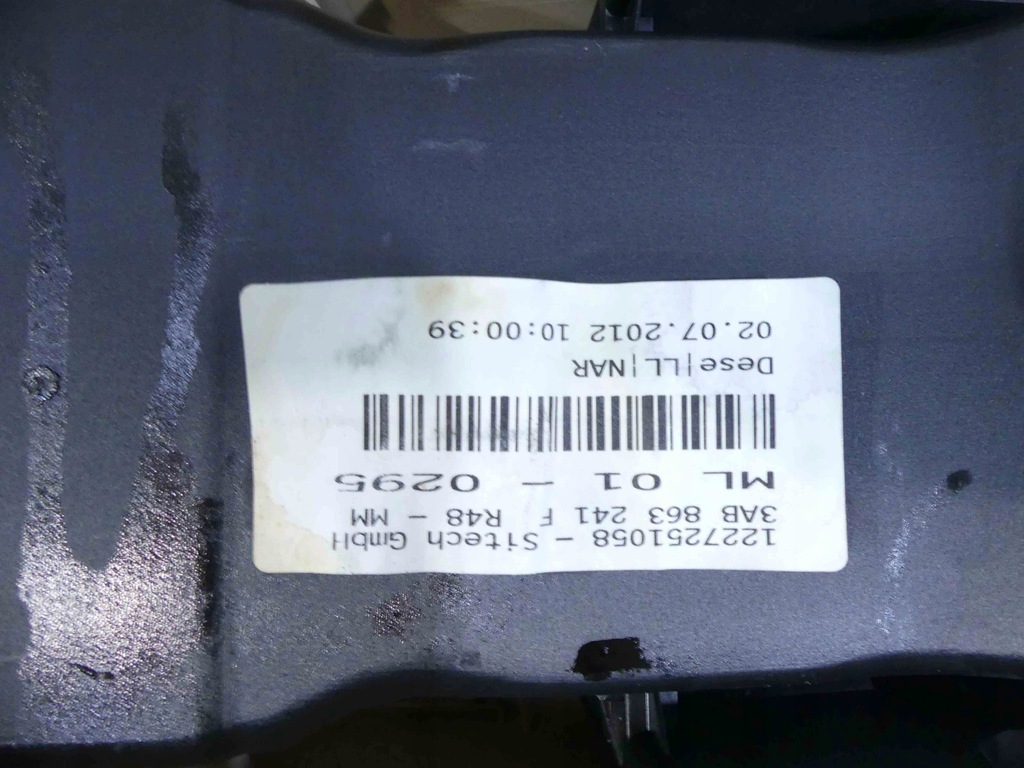 1227251058 - Sitech GmbH
3AB 863 241 F R48 - MM
ML 01 - 0295
Dese|LL|NAR
02.07.2012 10:00:39